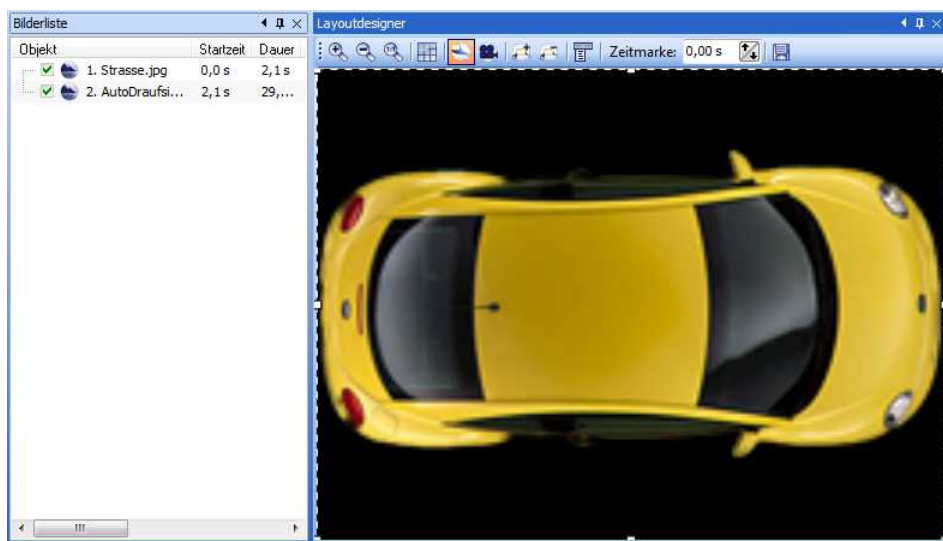 Bilderliste
Layoutdesigner
Zeitmarke: 0,00 s
Objekt Startzeit Dauer
1. Strasse.jpg 0,0 s 2,1 s
2. AutoDraufsi... 2,1 s 29,...